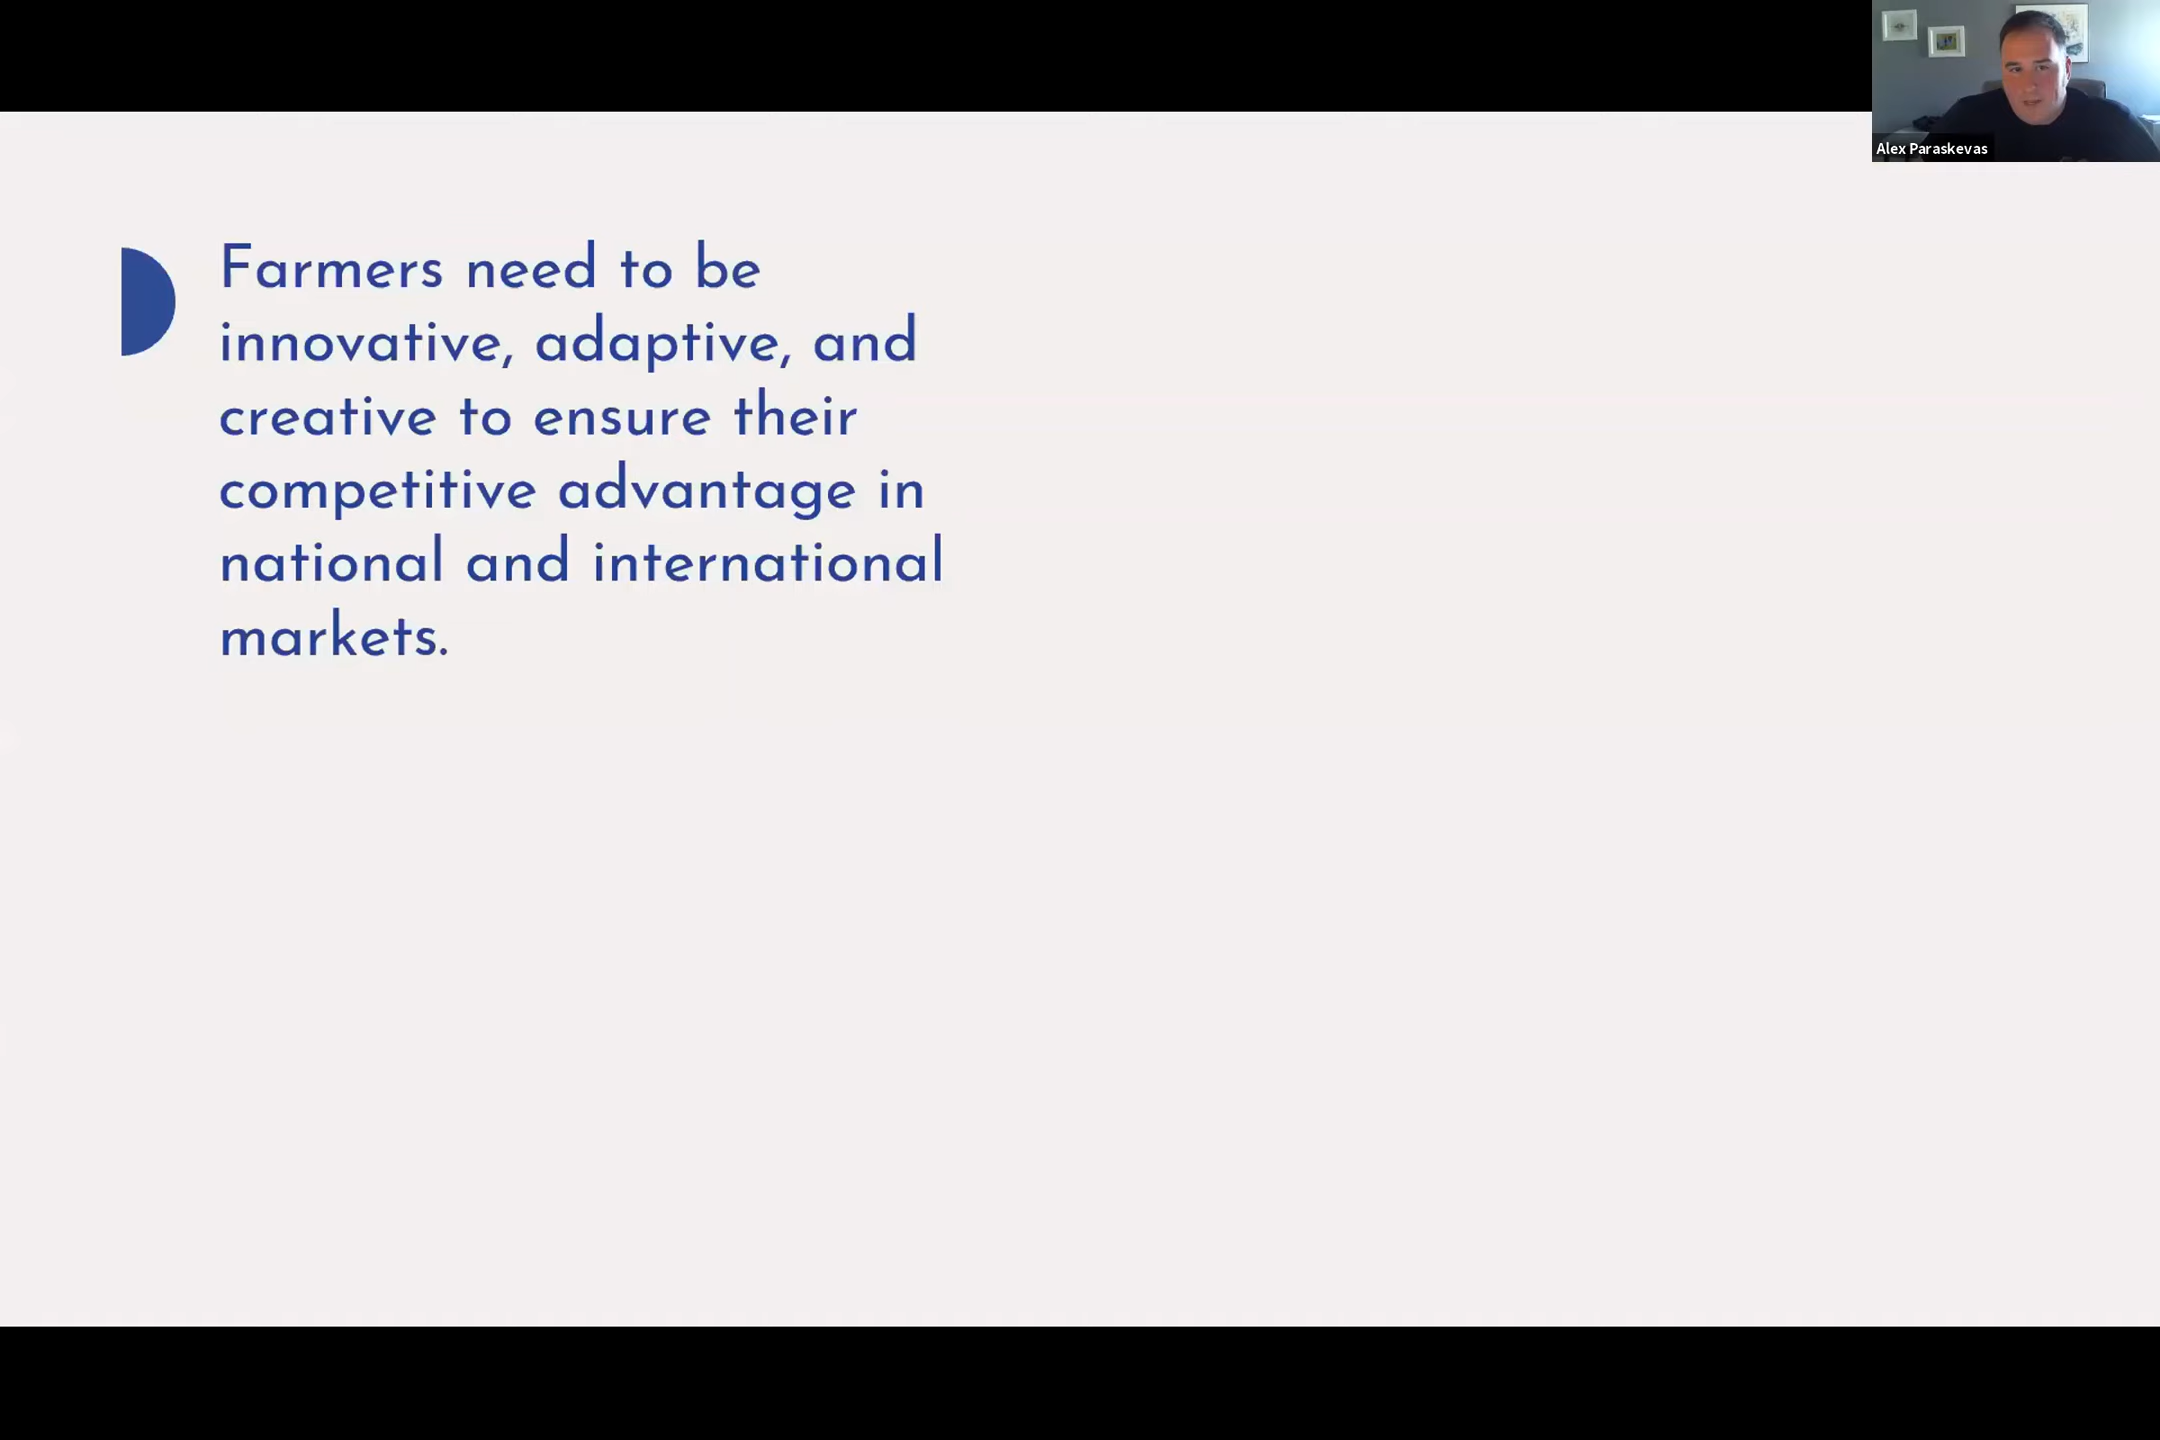 Farmers need to be
innovative, adaptive, and
creative to ensure their
competitive advantage in
national and international
markets.
Alex Paraskevas